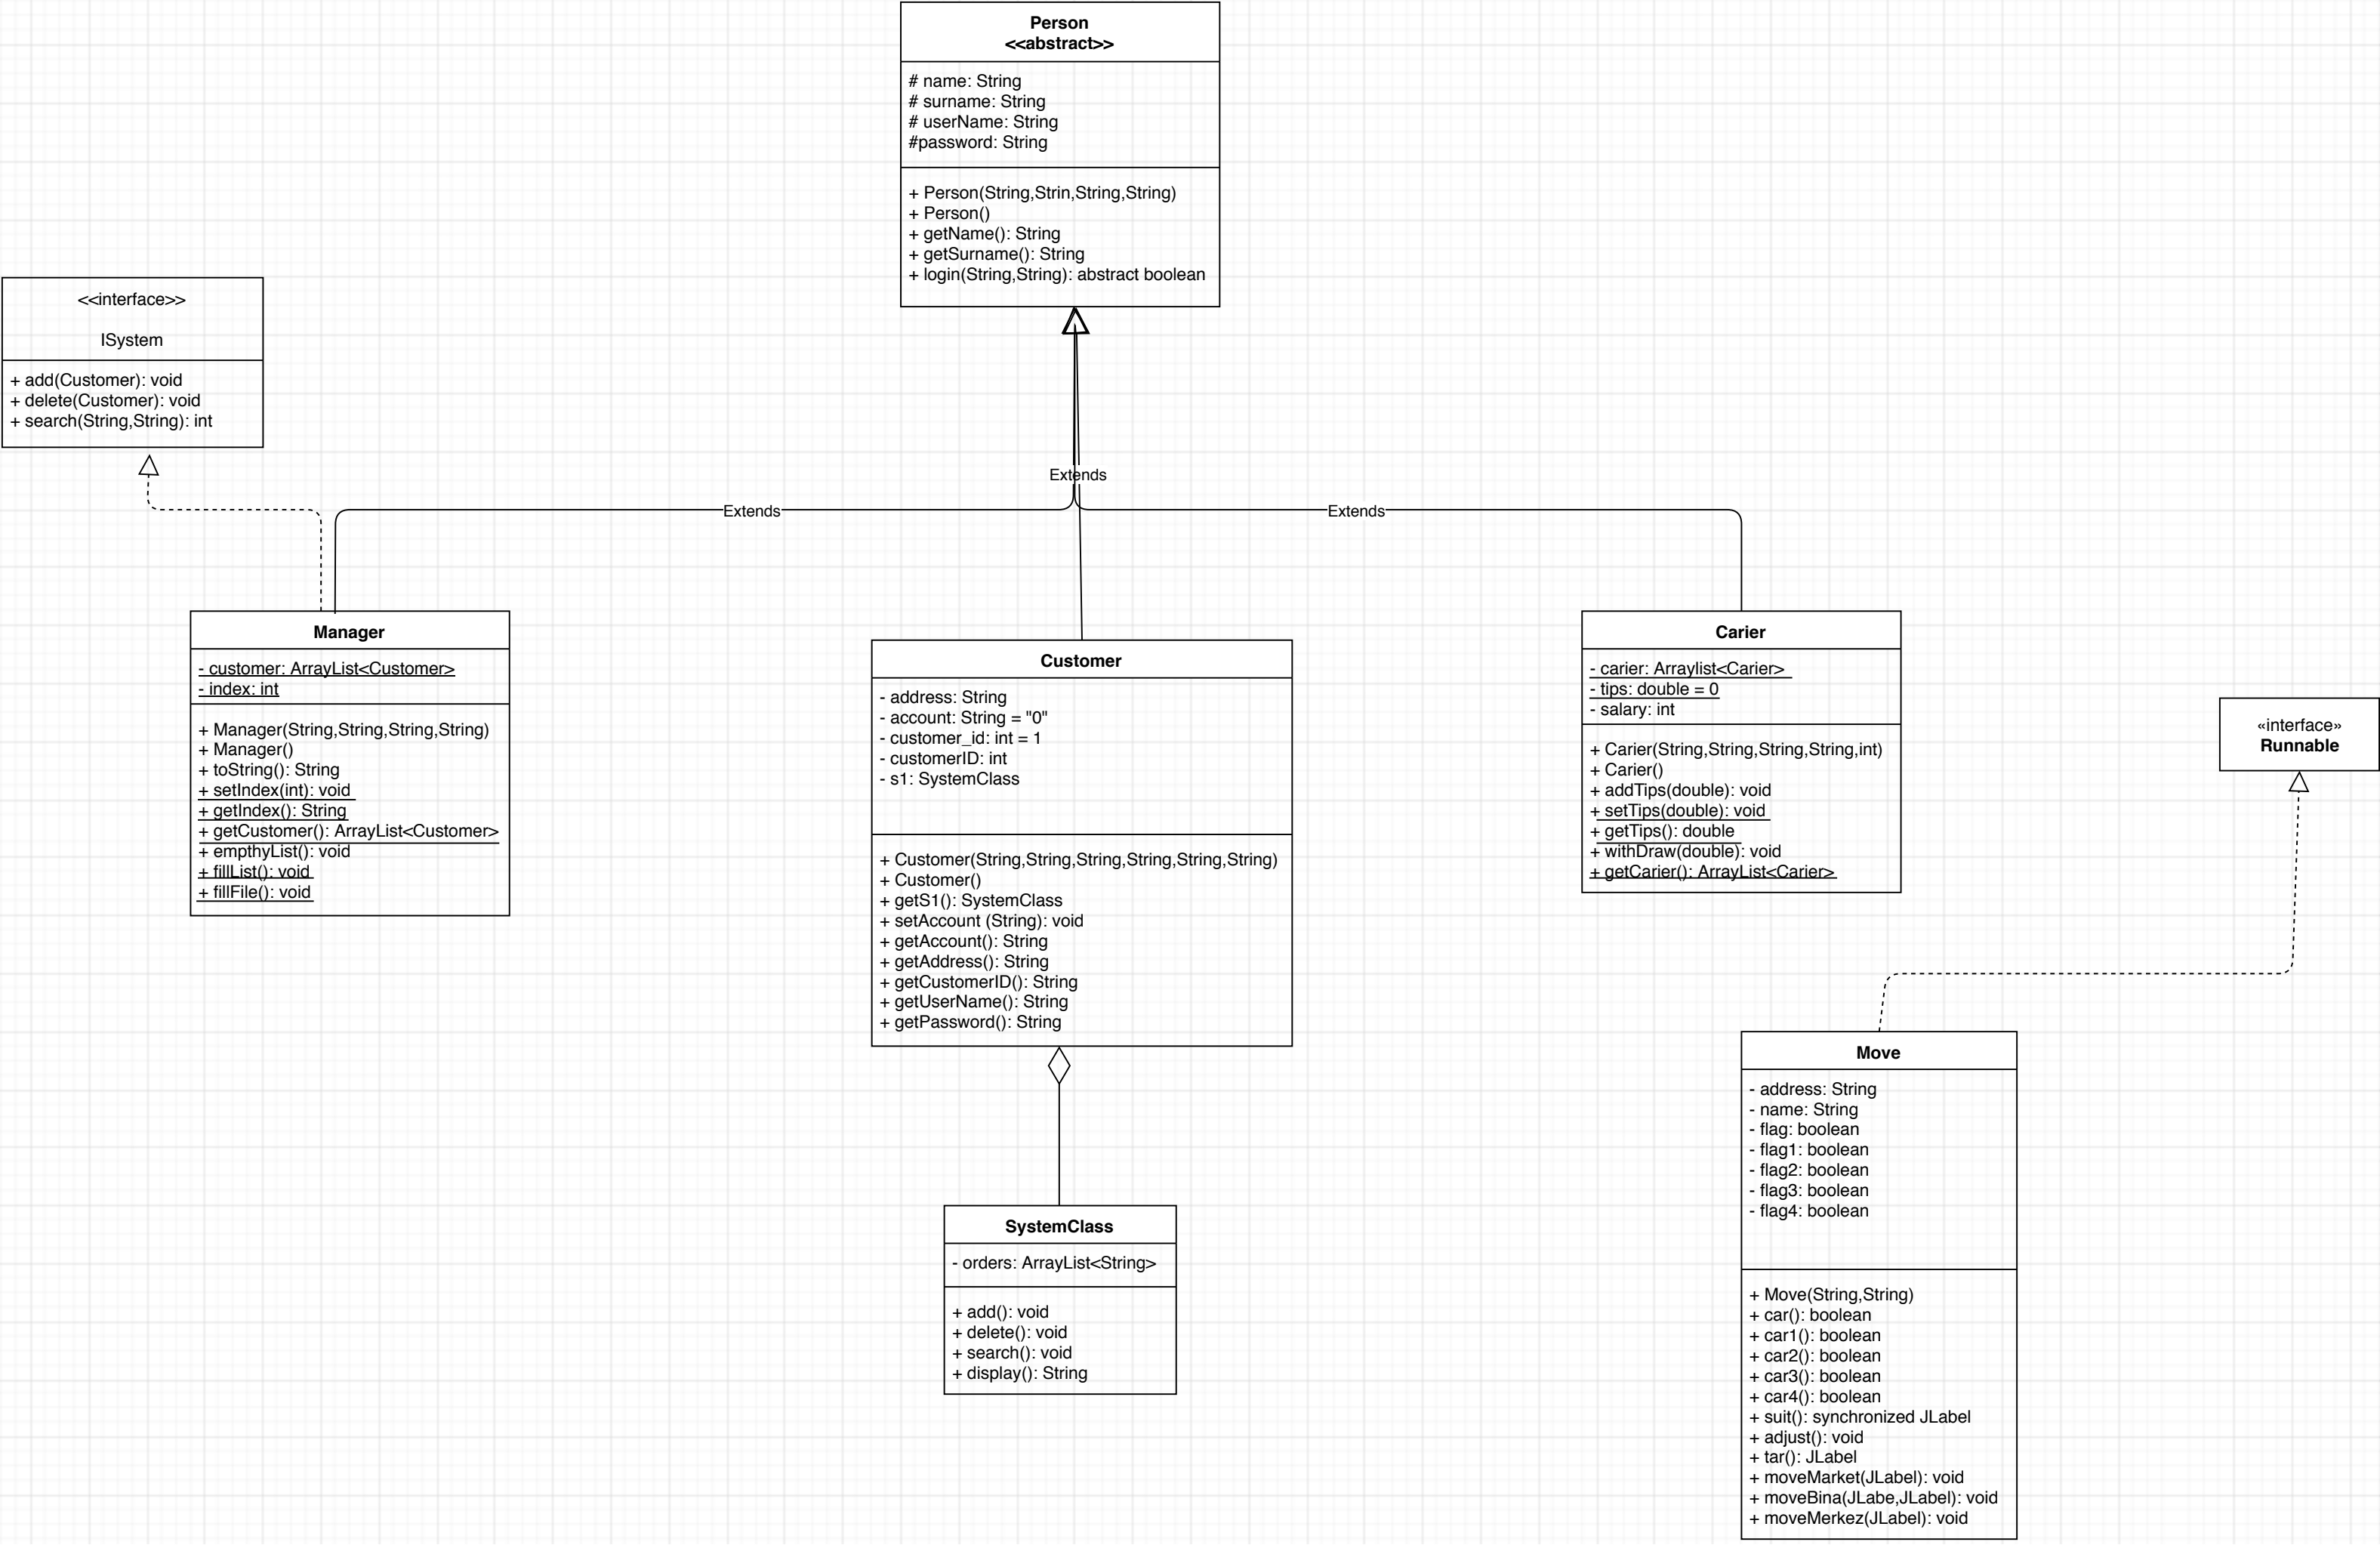 Person
<<abstract>>
# name: String
# surname: String
# userName: String
#password: String
+ Person(String,Strin,String,String)
+ Person()
+ getName(): String
+ getSurname(): String
+ login(String,String): abstract boolean
<<interface>>
ISystem
+ add(Customer): void
+ delete(Customer): void
+ search(String,String): int
Extends
Extends
Extends
Manager
- customer: ArrayList<Customer>
- index: int
+ Manager(String,String,String,String)
+ Manager()
+ toString(): String
+ setIndex(int): void
+ getIndex(): String
+ getCustomer(): ArrayList<Customer>
+ empthyList(): void
+ fillList(): void
+ fillFile(): void
Customer
- address: String
- account: String = "0"
- customer_id: int = 1
- customerID: int
- s1: SystemClass
+ Customer(String,String,String,String,String,String)
+ Customer()
+ getS1(): SystemClass
+ setAccount (String): void
+ getAccount(): String
+ getAddress(): String
+ getCustomerID(): String
+ getUserName(): String
+ getPassword(): String
Carier
- carier: Arraylist<Carier>
- tips: double = 0
- salary: int
+ Carier(String,String,String,String,int)
+ Carier()
+ addTips(double): void
+ setTips(double): void
+ getTips(): double
+ withDraw(double): void
+ getCarier(): ArrayList<Carier>
«interface»
Runnable
SystemClass
- orders: ArrayList<String>
+ add(): void
+ delete(): void
+ search(): void
+ display(): String
Move
- address: String
- name: String
- flag: boolean
- flag1: boolean
- flag2: boolean
- flag3: boolean
- flag4: boolean
+ Move(String,String)
+ car(): boolean
+ car1(): boolean
+ car2(): boolean
+ car3(): boolean
+ car4(): boolean
+ suit(): synchronized JLabel
+ adjust(): void
+ tar(): JLabel
+ moveMarket(JLabel): void
+ moveBina(JLabe,JLabel): void
+ moveMerkez(JLabel): void